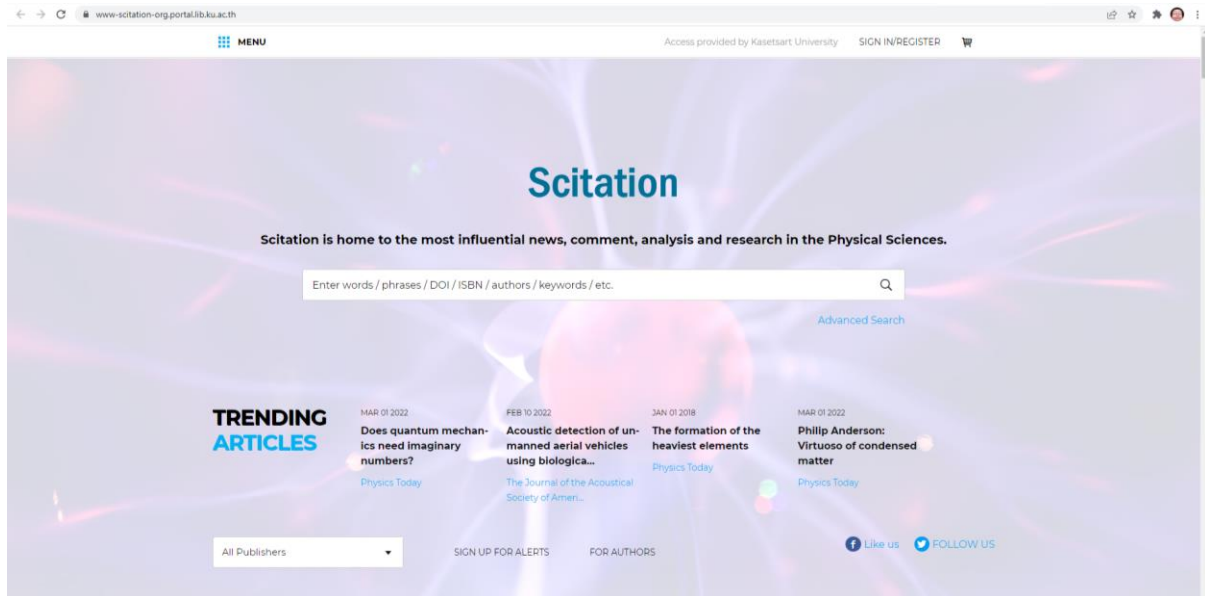 www-scitation-org.portal.lib.ku.ac.th
MENU
Access provided by Kasetsart University
SIGN IN/REGISTER
Scitation
Scitation is home to the most influential news, comment, analysis and research in the Physical Sciences.
Enter words / phrases / DOI / ISBN / authors / keywords / etc.
Advanced Search
TRENDING
ARTICLES
MAR 01 2022
Does quantum mechan-
ics need imaginary
numbers?
Physics Today
FEB 10 2022
Acoustic detection of un-
manned aerial vehicles
using biologica...
The Journal of the Acoustical
Society of Ameri...
JAN 01 2018
The formation of the
heaviest elements
Physics Today
MAR 01 2022
Philip Anderson:
Virtuoso of condensed
matter
Physics Today
All Publishers
SIGN UP FOR ALERTS
FOR AUTHORS
Like us
FOLLOW US